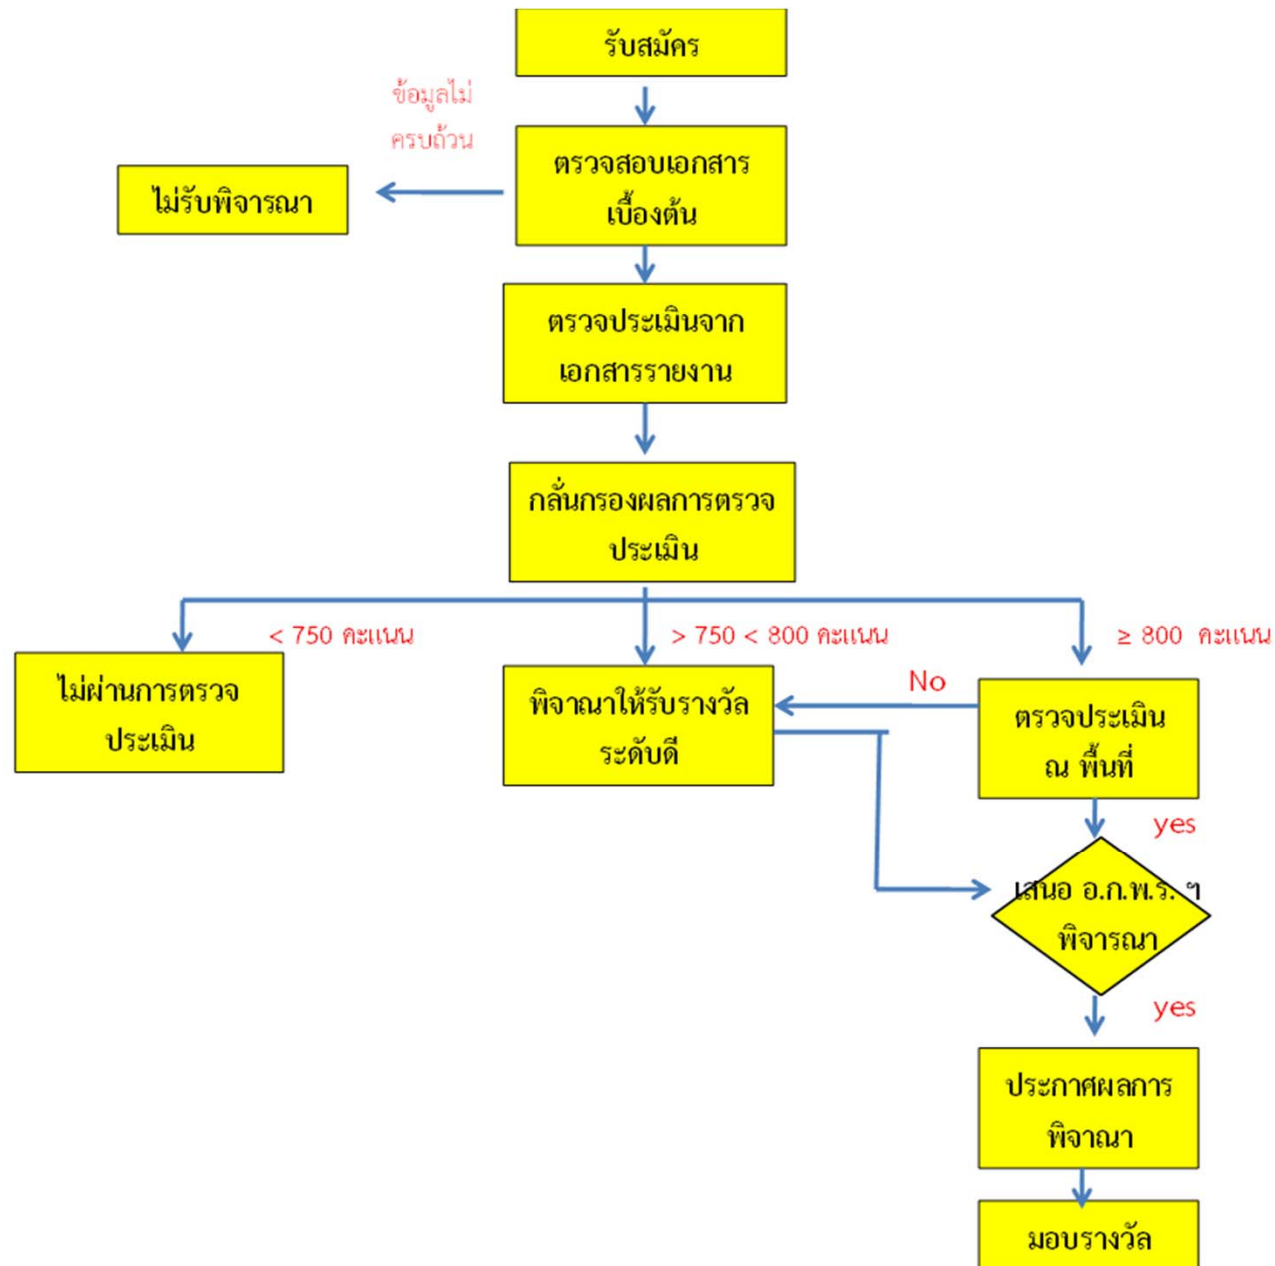 รับสมัคร
ข้อมูลไม่
ครบถ้วน
ตรวจสอบเอกสาร
เบื้องต้น
ไม่รับพิจารณา
ตรวจประเมินจาก
เอกสารรายงาน
กลั่นกรองผลการตรวจ
ประเมิน
< 750 คะแนน
> 750 < 800 คะแนน
≥ 800 คะแนน
ไม่ผ่านการตรวจ
ประเมิน
พิจาณาให้รับรางวัล
ระดับดี
No
ตรวจประเมิน
ณ พื้นที่
yes
เสนอ อ.ก.พ.ร. ฯ
พิจารณา
yes
ประกาศผลการ
พิจาณา
มอบรางวัล